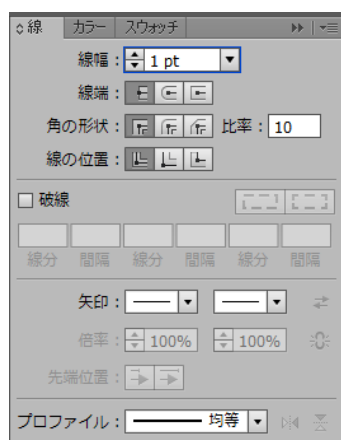 線 カラー スウォッチ
線幅： 1 pt
線端：
角の形状： 比率： 10
線の位置：
破線
線分 間隔 線分 間隔 線分 間隔
矢印：
倍率： 100% 100%
先端位置：
プロファイル： 均等